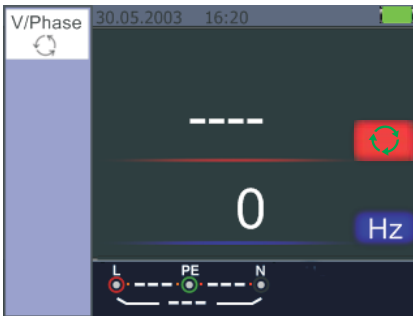 V/Phase
30.05.2003 16:20
----
0
Hz
L --- PE --- N
---